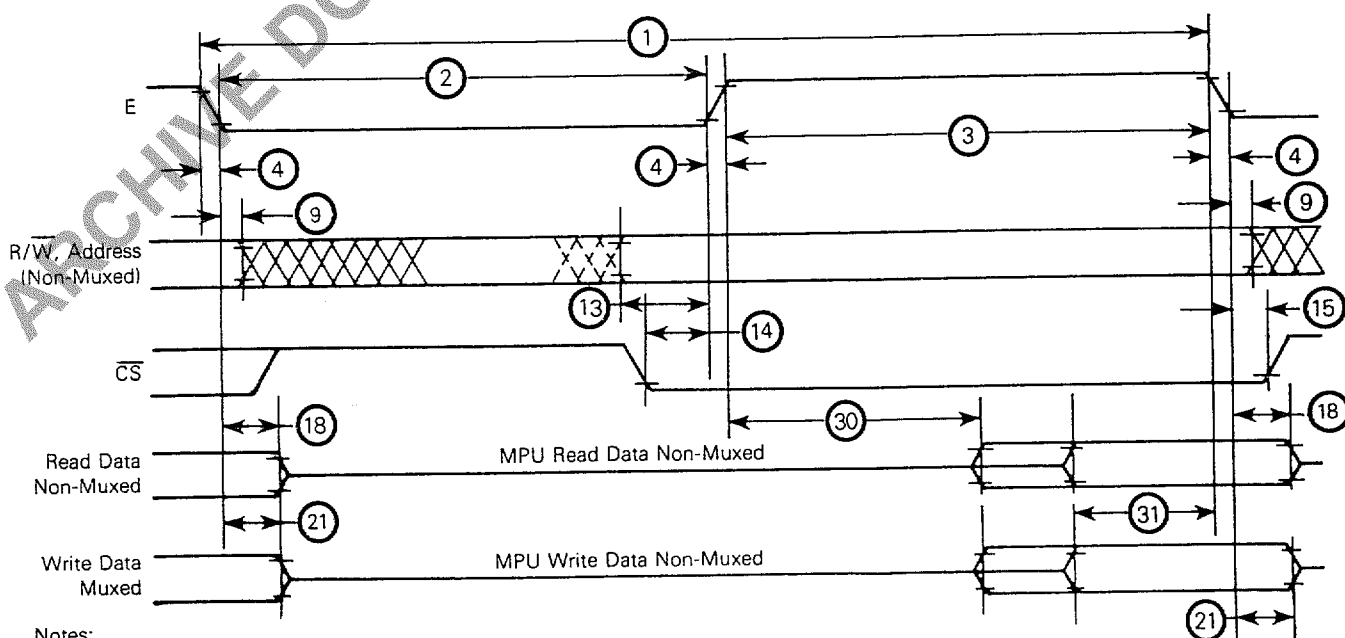 ARCHIVE DO
1
2
E
3
4
4
4
9
9
R/W, Address
(Non-Muxed)
13
14
15
CS
18
30
18
Read Data
Non-Muxed
MPU Read Data Non-Muxed
21
31
Write Data
Muxed
MPU Write Data Non-Muxed
21
Notes: